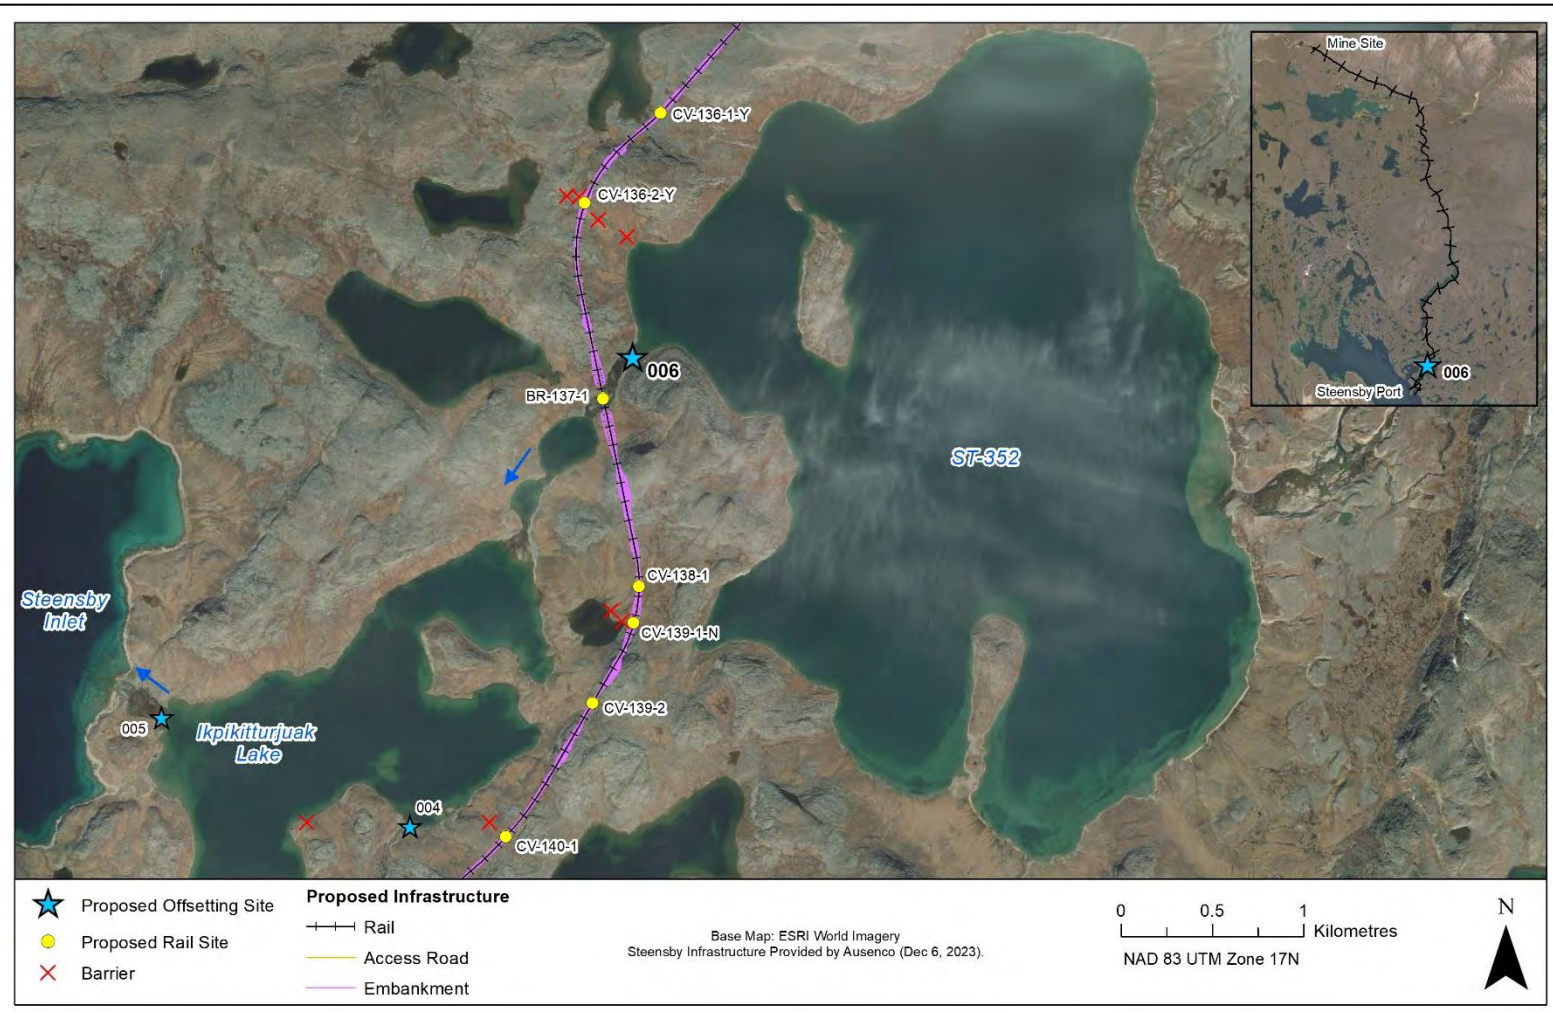 Mine Site
006
Steensby Port
CV-136-1-Y
CV-136-2-Y
006
BR-137-1
ST-352
CV-138-1
Steensby
Inlet
CV-139-1-N
CV-139-2
005
Ikpikitturjuak
Lake
004
CV-140-1
Proposed Offsetting Site
Proposed Rail Site
Barrier
Proposed Infrastructure
Rail
Access Road
Embankment
Base Map: ESRI World Imagery
Steensby Infrastructure Provided by Ausenco (Dec 6, 2023).
0 0.5 1
Kilometres
NAD 83 UTM Zone 17N
N